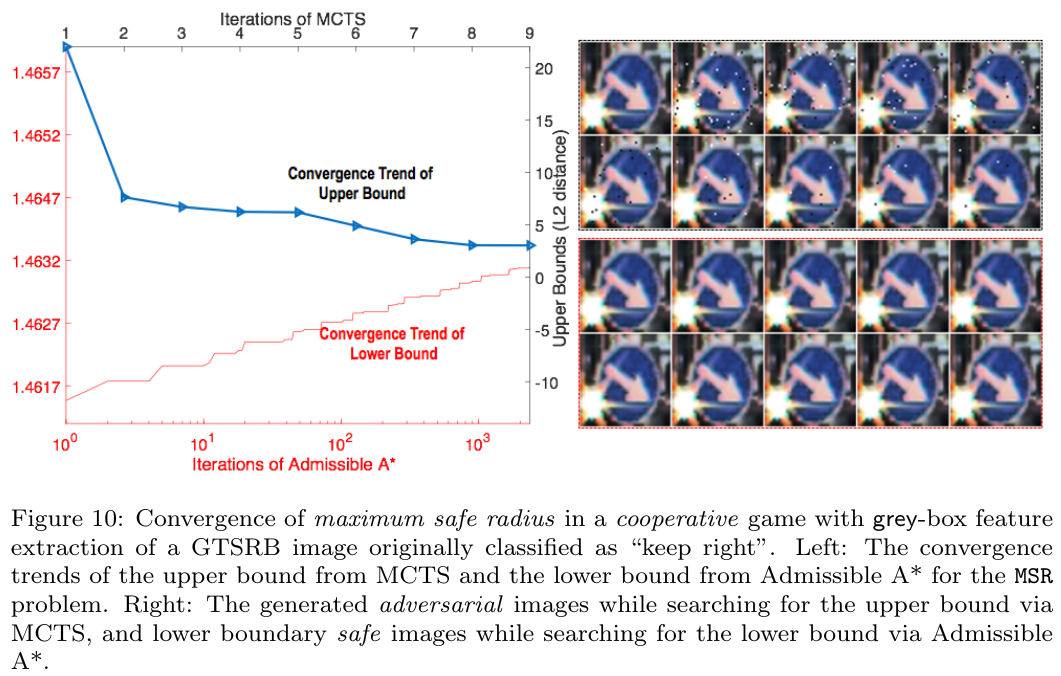 Iterations of MCTS
1 2 3 4 5 6 7 8 9
1.4657
1.4652
1.4647
1.4632
1.4627
1.4617
20
15
10
5
0
-5
-10
Upper Bounds (L2 distance)
Convergence Trend of
Upper Bound
Convergence Trend of
Lower Bound
10^0 10^1 10^2 10^3
Iterations of Admissible A*
Figure 10: Convergence of maximum safe radius in a cooperative game with grey-box feature
extraction of a GTSRB image originally classified as “keep right”. Left: The convergence
trends of the upper bound from MCTS and the lower bound from Admissible A* for the MSR
problem. Right: The generated adversarial images while searching for the upper bound via
MCTS, and lower boundary safe images while searching for the lower bound via Admissible
A*.